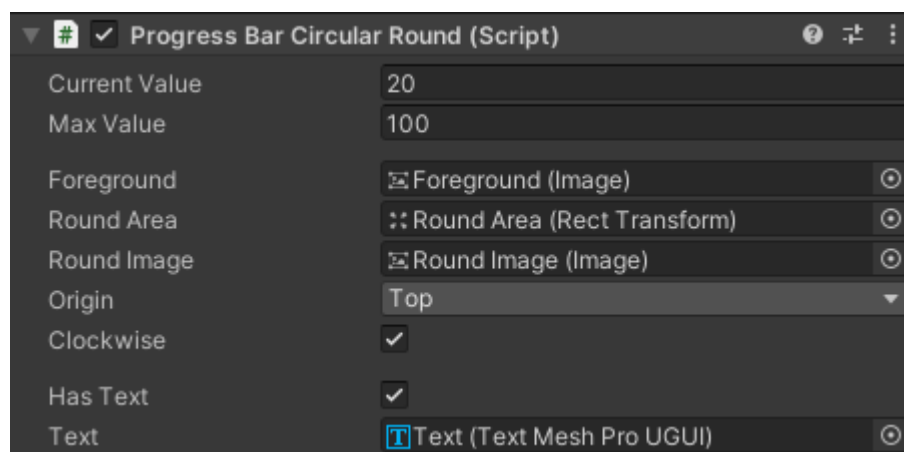 Progress Bar Circular Round (Script)
Current Value 20
Max Value 100
Foreground Foreground (Image)
Round Area Round Area (Rect Transform)
Round Image Round Image (Image)
Origin Top
Clockwise
Has Text
Text Text (Text Mesh Pro UGUI)